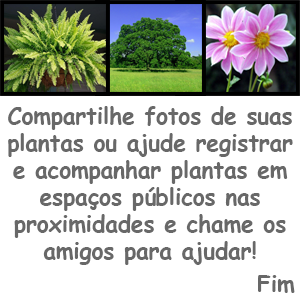 Compartilhe fotos de suas
plantas ou ajude registrar
e acompanhar plantas em
espaços públicos nas
proximidades e chame os
amigos para ajudar!
Fim